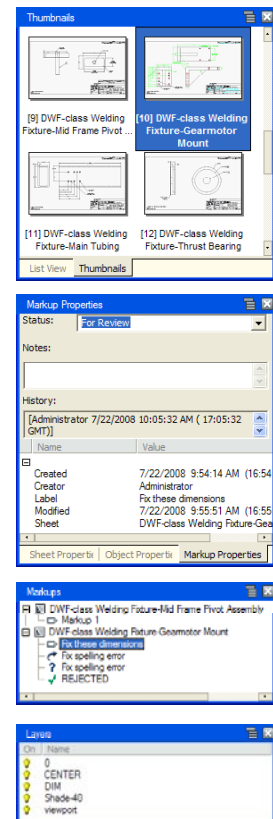 Thumbnails
[9] DWF-class Welding
Fixture-Mid Frame Pivot ...
[10] DWF-class Welding
Fixture-Gearmotor
Mount
[11] DWF-class Welding
Fixture-Main Tubing
[12] DWF-class Welding
Fixture-Thrust Bearing
List View Thumbnails
Markup Properties
Status: For Review
Notes:
History:
[Administrator 7/22/2008 10:05:32 AM ( 17:05:32
GMT)]
Name Value
Created 7/22/2008 9:54:14 AM (16:54
Creator Administrator
Label Fix these dimensions
Modified 7/22/2008 9:55:51 AM (16:55
Sheet DWF-class Welding Fixture-Gea
Sheet Properti Object Properti Markup Properties
Markups
DWF-class Welding Fixture-Mid Frame Pivot Assembly
Markup 1
DWF-class Welding Fixture-Gearmotor Mount
Fix these dimensions
Fix spelling error
? Fix spelling error
REJECTED
Layers
On Name
0
CENTER
DIM
Shade-40
viewport